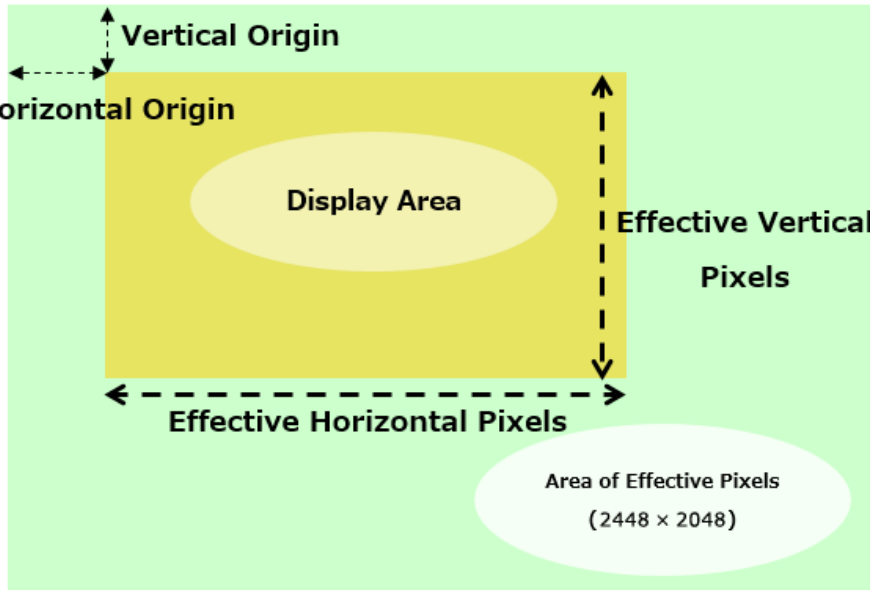 Vertical Origin
orizontal Origin
Display Area
Effective Vertical
Pixels
Effective Horizontal Pixels
Area of Effective Pixels
(2448 × 2048)